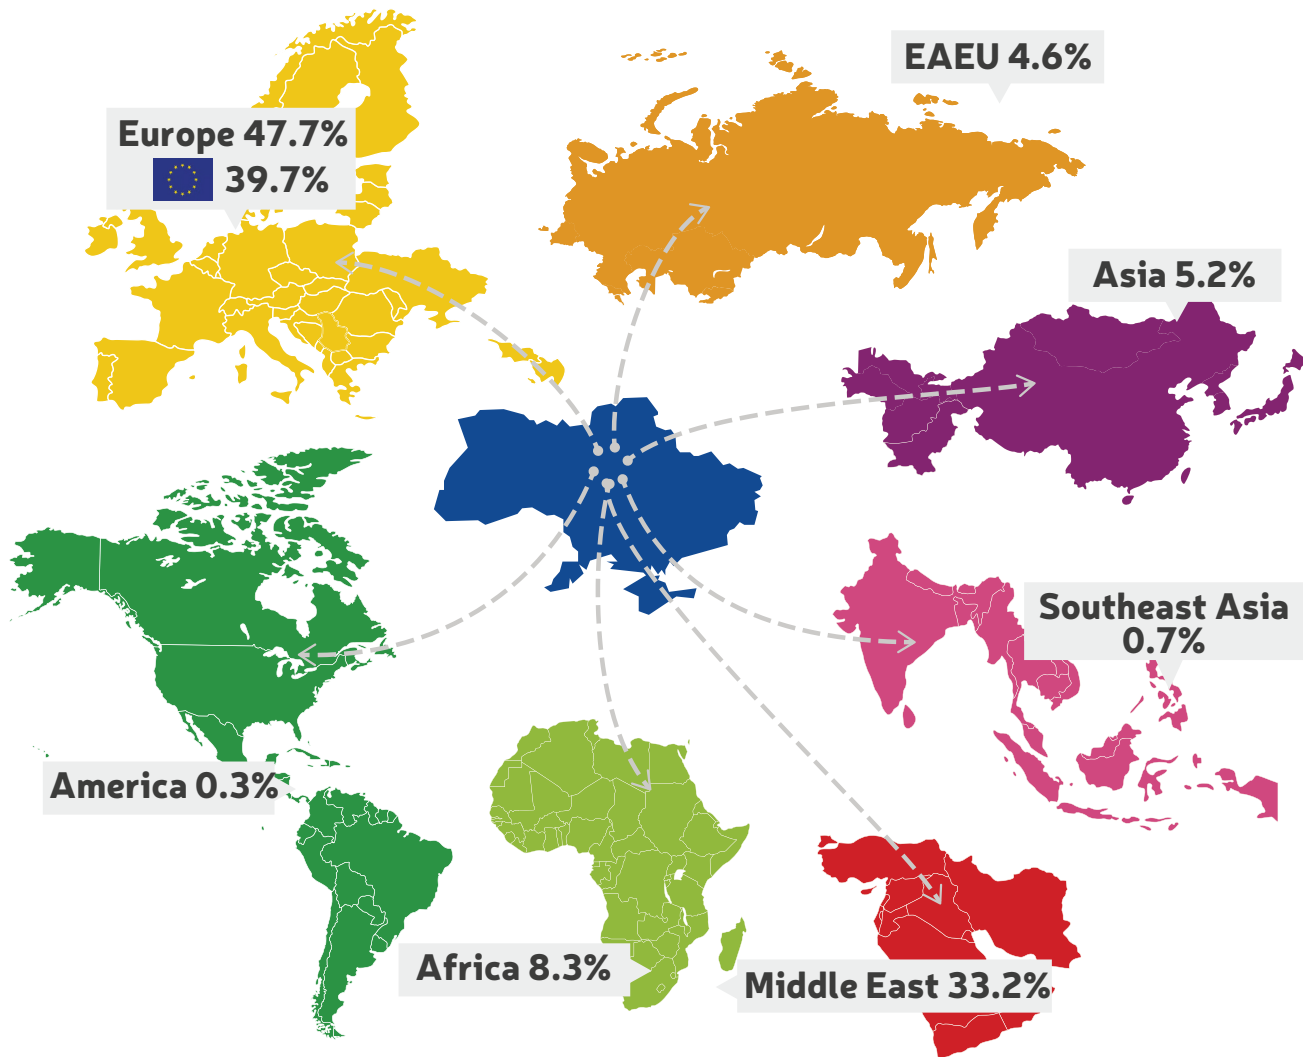 EAEU 4.6%
Europe 47.7%
39.7%
Asia 5.2%
Southeast Asia
0.7%
America 0.3%
Africa 8.3%
Middle East 33.2%